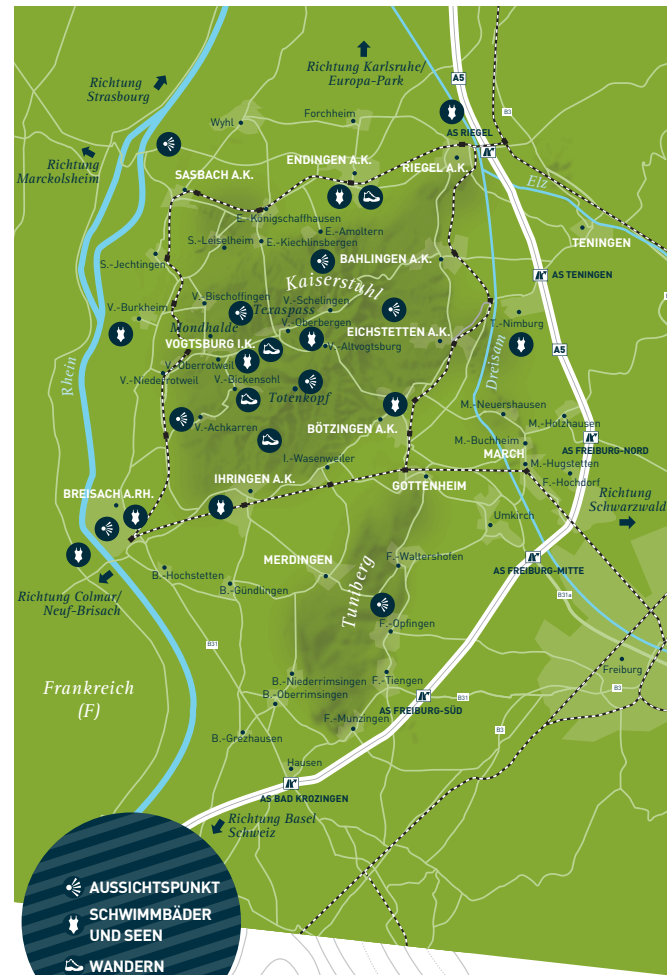 Richtung Karlsruhe/
Europa-Park
Richtung
Strasbourg
A5
B3
Wyhl
Forchheim
AS RIEGEL
Richtung
Marckolsheim
ENDINGEN A.K.
RIEGEL A.K.
SASBACH A.K.
Elz
E.-Königschaffhausen
E.-Amoltern
TENINGEN
S.-Leiselheim
E.-Kiechlinsbergen
S.-Jechtingen
BAHLINGEN A.K.
AS TENINGEN
Kaiserstuhl
V.-Bischoffingen
V.-Schelingen
V.-Burkheim
Texaspass
T.-Nimburg
Mondhalde
V.-Oberbergen
EICHSTETTEN A.K.
VOGTSBURG I.K.
V.-Altvogtsburg
A5
Rhein
Dreisam
V.-Oberrotweil
V.-Niederrotweil
V.-Bickensohl
Totenkopf
M.-Neuershausen
M.-Holzhausen
V.-Achkarren
BÖTZINGEN A.K.
M.-Buchheim
AS FREIBURG-NORD
MARCH
I.-Wasenweiler
M.-Hugstetten
IHRINGEN A.K.
GOTTENHEIM
F.-Hochdorf
BREISACH A.RH.
Richtung
Schwarzwald
Umkirch
MERDINGEN
F.-Waltershofen
AS FREIBURG-MITTE
B.-Hochstetten
B.-Gündlingen
Richtung Colmar/
Neuf-Brisach
B31a
Tuniberg
F.-Opfingen
B31
Freiburg
B.-Niederrimsingen
F.-Tiengen
Frankreich
(F)
B3
B.-Oberrimsingen
B31
AS FREIBURG-SÜD
F.-Munzingen
B3
B.-Grezhausen
Hausen
AS BAD KROZINGEN
Richtung Basel
Schweiz
AUSSICHTSPUNKT
SCHWIMMBÄDER
UND SEEN
WANDERN